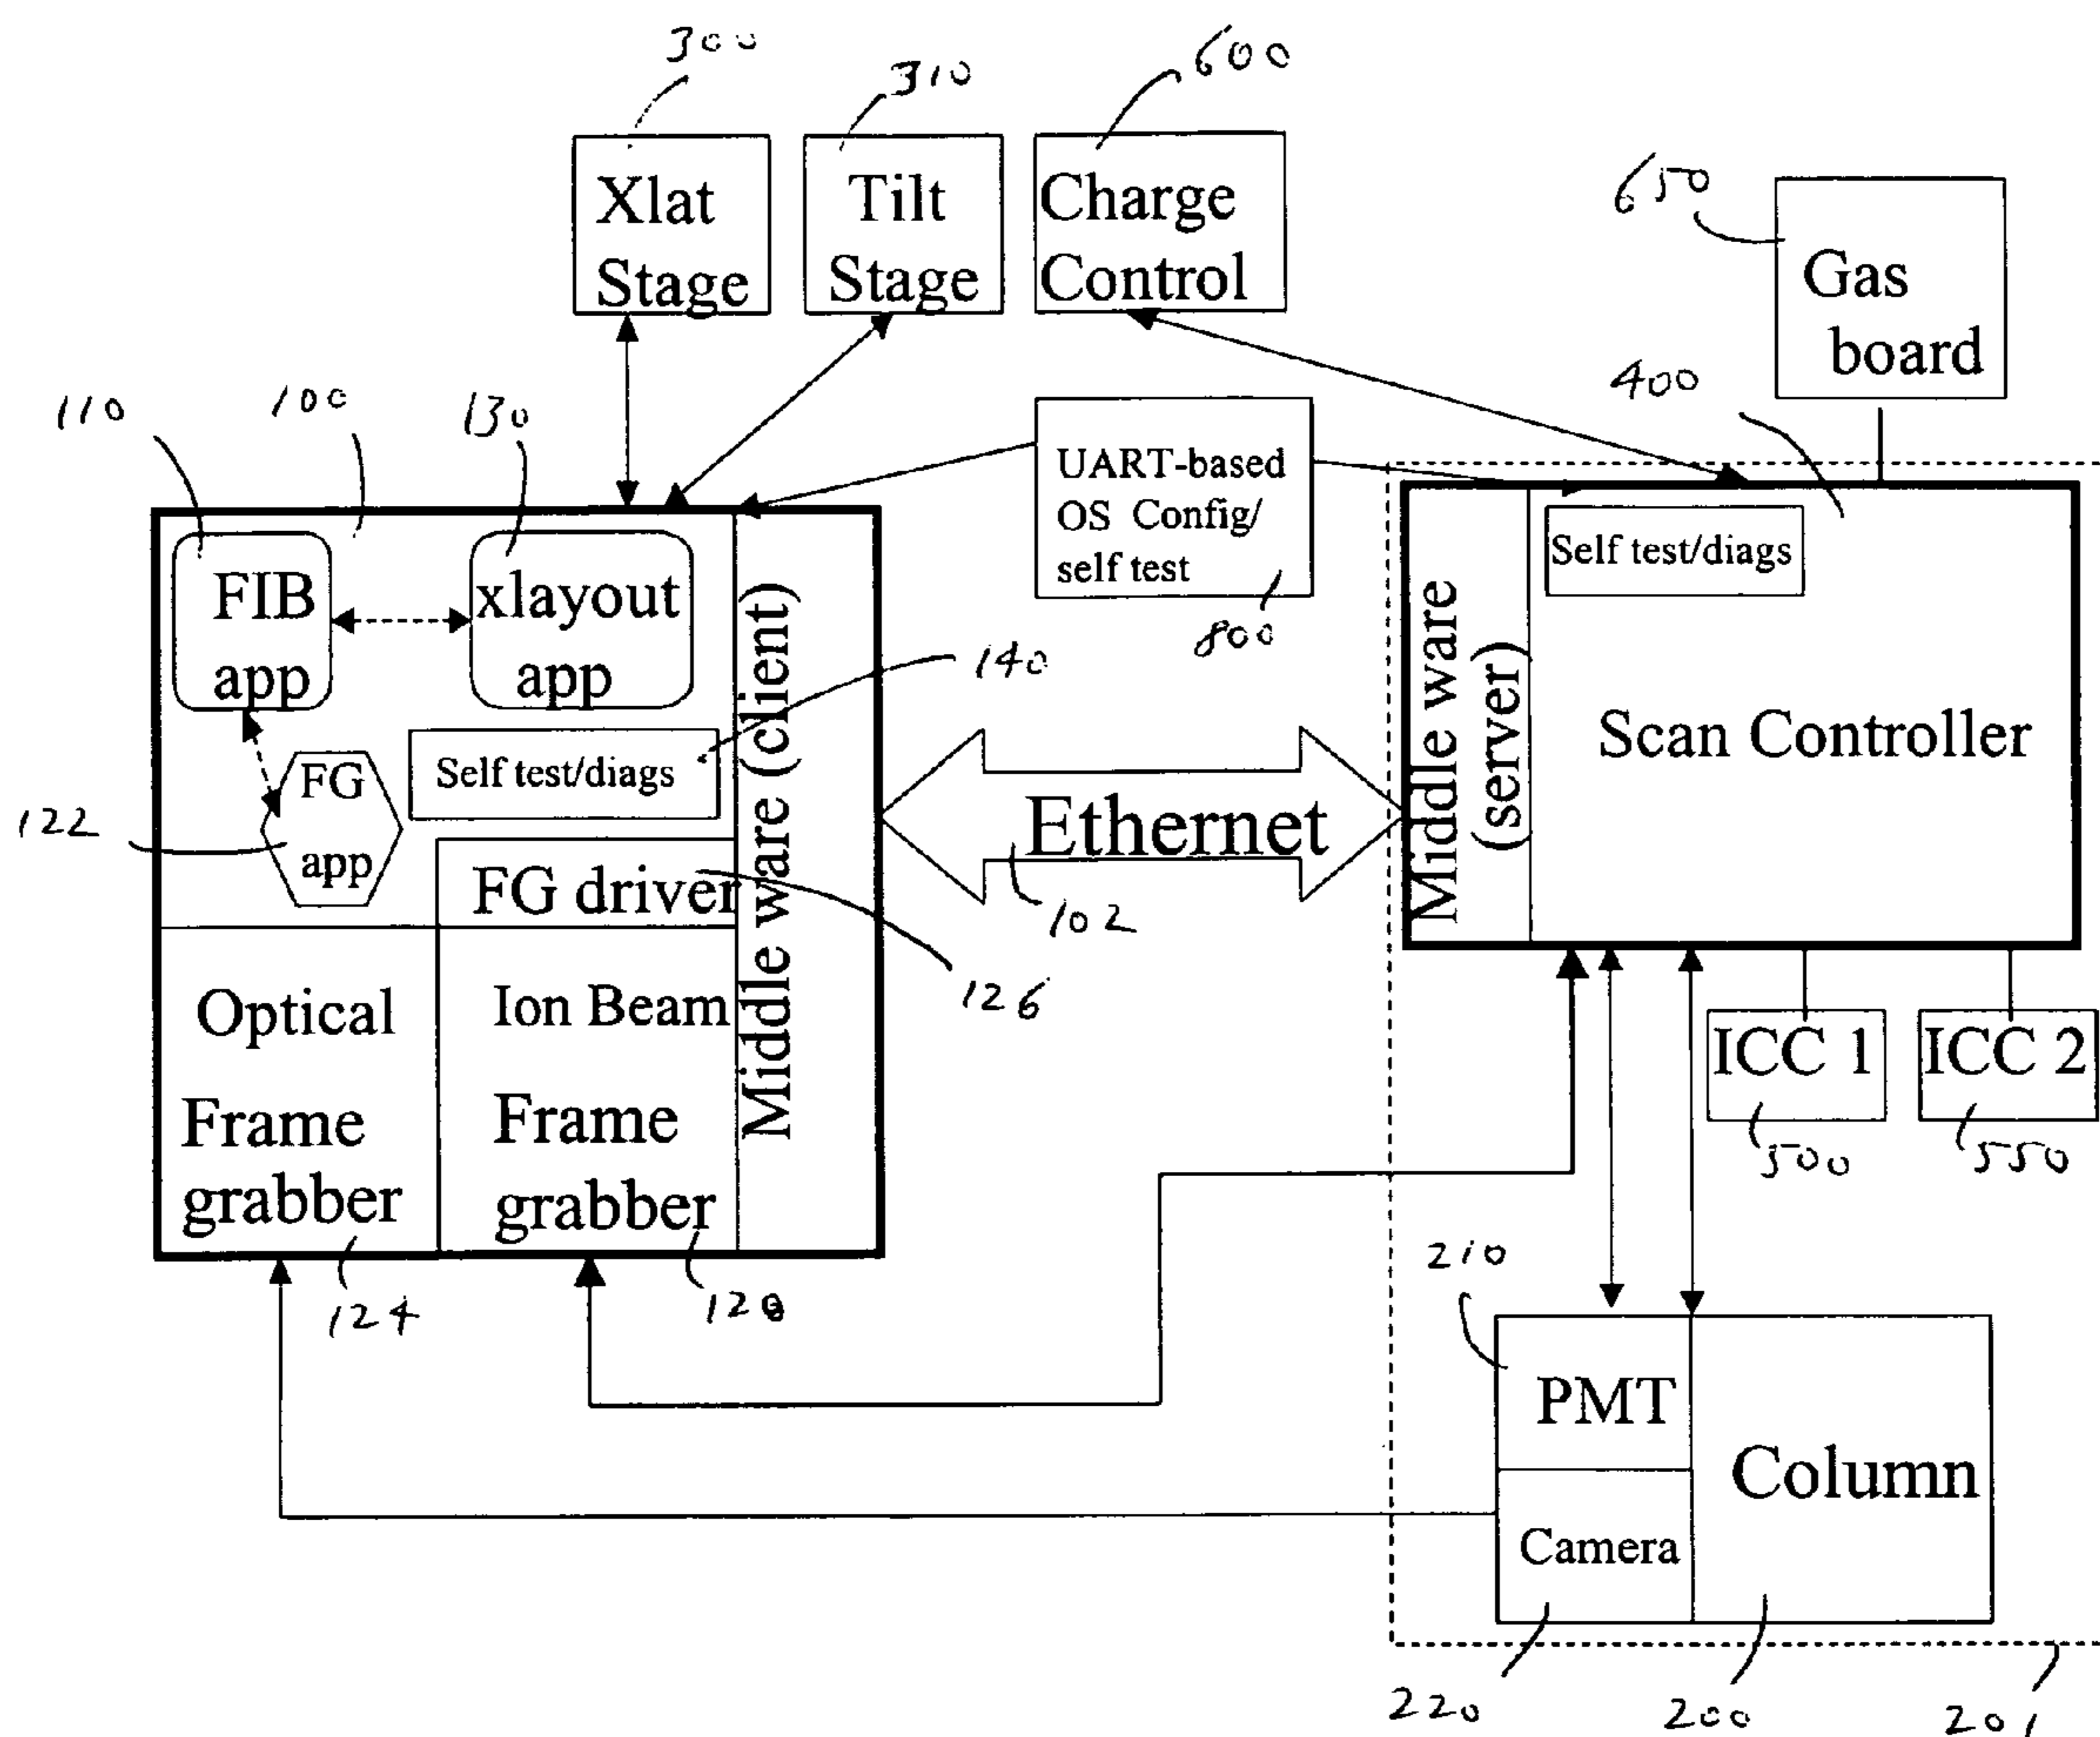 300
310
600
650
Xlat
Stage
Tilt
Stage
Charge
Control
Gas
board
400
110
100
130
UART-based
OS Config/
self test
800
FIB
app
xlayout
app
140
Self test/diags
FG
app
122
FG driver
126
Middle ware (client)
Optical
Frame
grabber
124
Ion Beam
Frame
grabber
Ethernet
102
Middle ware
(server)
Self test/diags
Scan Controller
ICC 1
500
ICC 2
550
210
PMT
Camera
Column
220
200
201